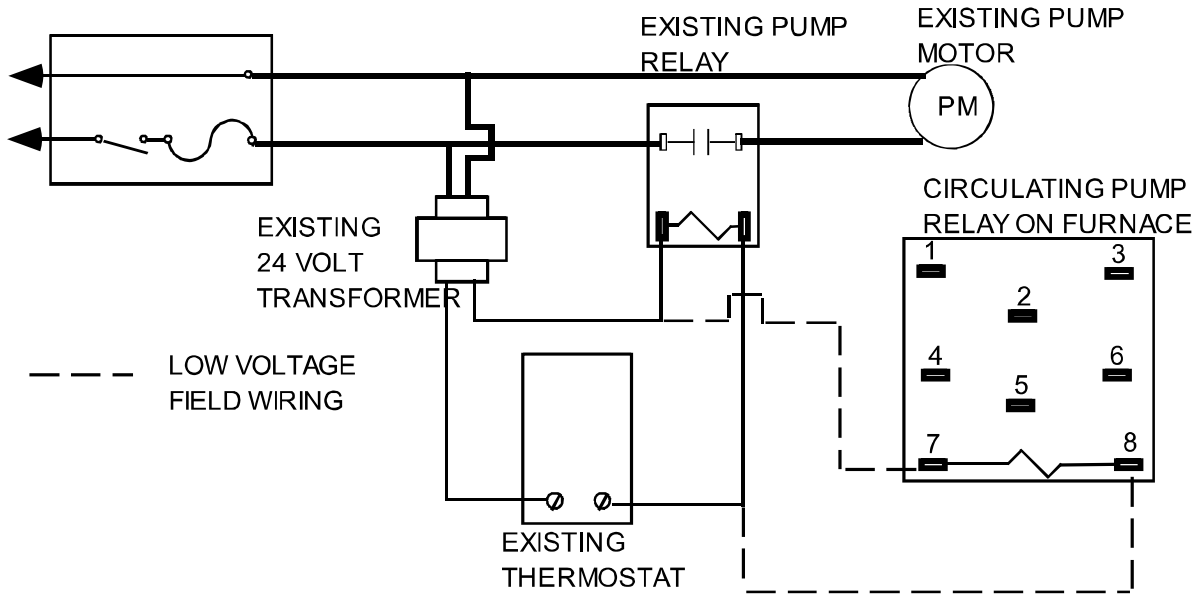 EXISTING PUMP
RELAY
EXISTING PUMP
MOTOR
PM
CIRCULATING PUMP
RELAY ON FURNACE
1
3
2
4
6
5
7
8
EXISTING
24 VOLT
TRANSFORMER
LOW VOLTAGE
FIELD WIRING
EXISTING
THERMOSTAT